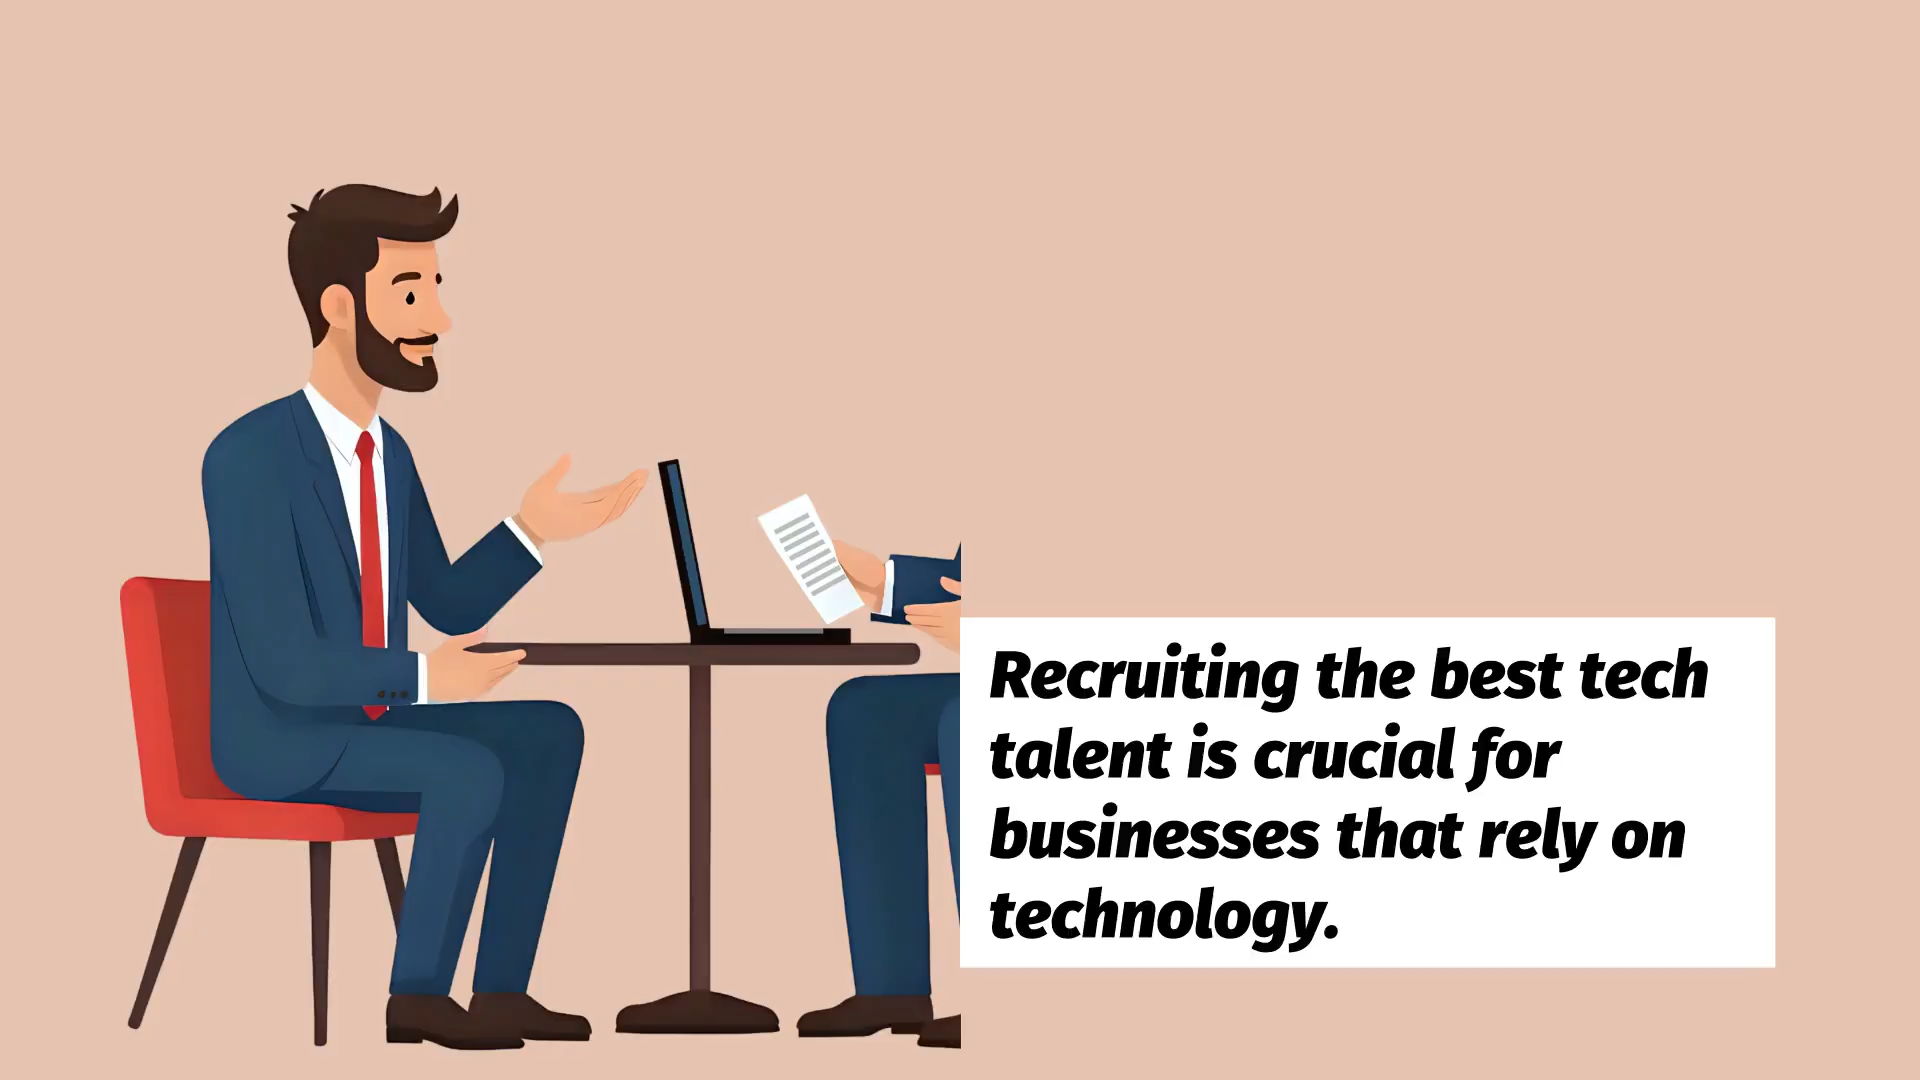 Recruiting the best tech
talent is crucial for
businesses that rely on
technology.